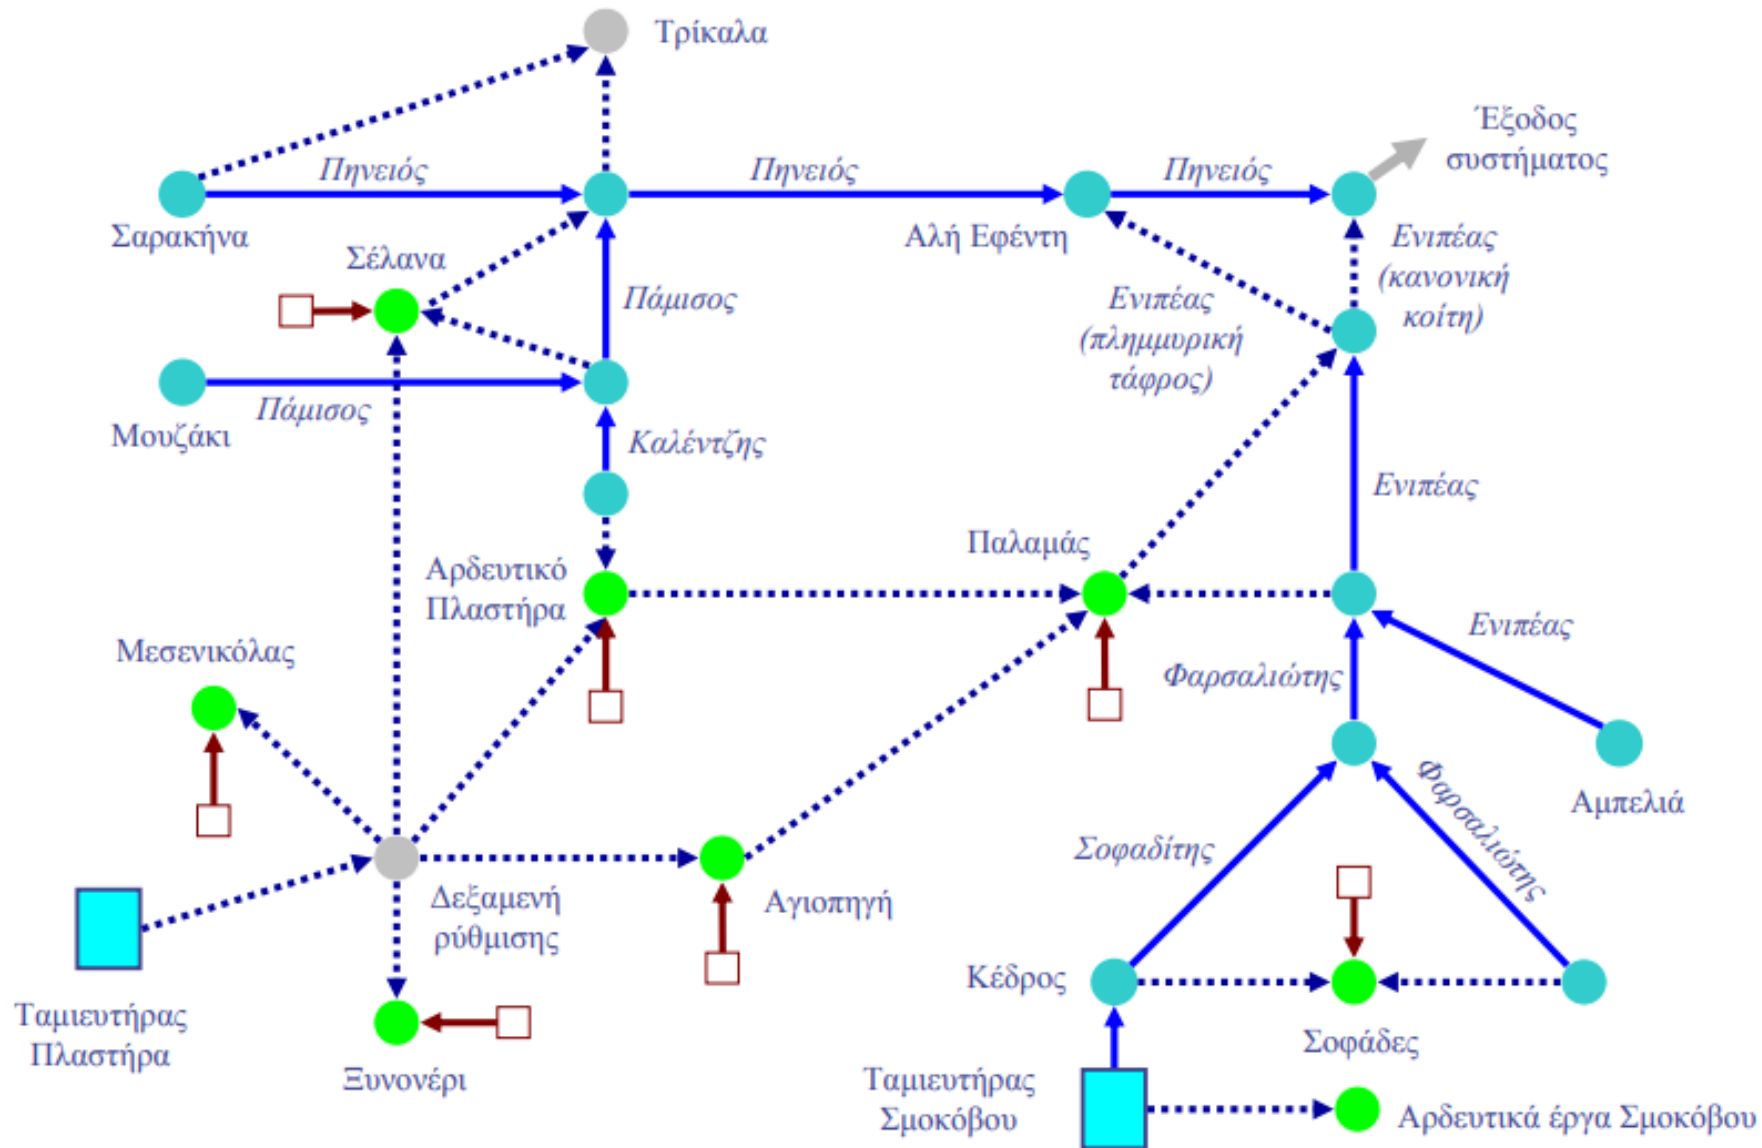 Τρίκαλα
Έξοδος
συστήματος
Πηνειός
Πηνειός
Πηνειός
Σαρακήνα
Αλή Εφέντη
Ενιπέας
(κανονική
κοίτη)
Σέλανα
Πάμισος
Ενιπέας
(πλημμυρική
τάφρος)
Πάμισος
Μουζάκι
Καλέντζης
Ενιπέας
Παλαμάς
Αρδευτικό
Πλαστήρα
Ενιπέας
Μεσενικόλας
Φαρσαλιώτης
Αμπελιά
Φαρσαλιώτης
Σοφαδίτης
Δεξαμενή
ρύθμισης
Αγιοπηγή
Κέδρος
Ταμιευτήρας
Πλαστήρα
Σοφάδες
Ξυνονέρι
Ταμιευτήρας
Σμοκόβου
Αρδευτικά έργα Σμοκόβου